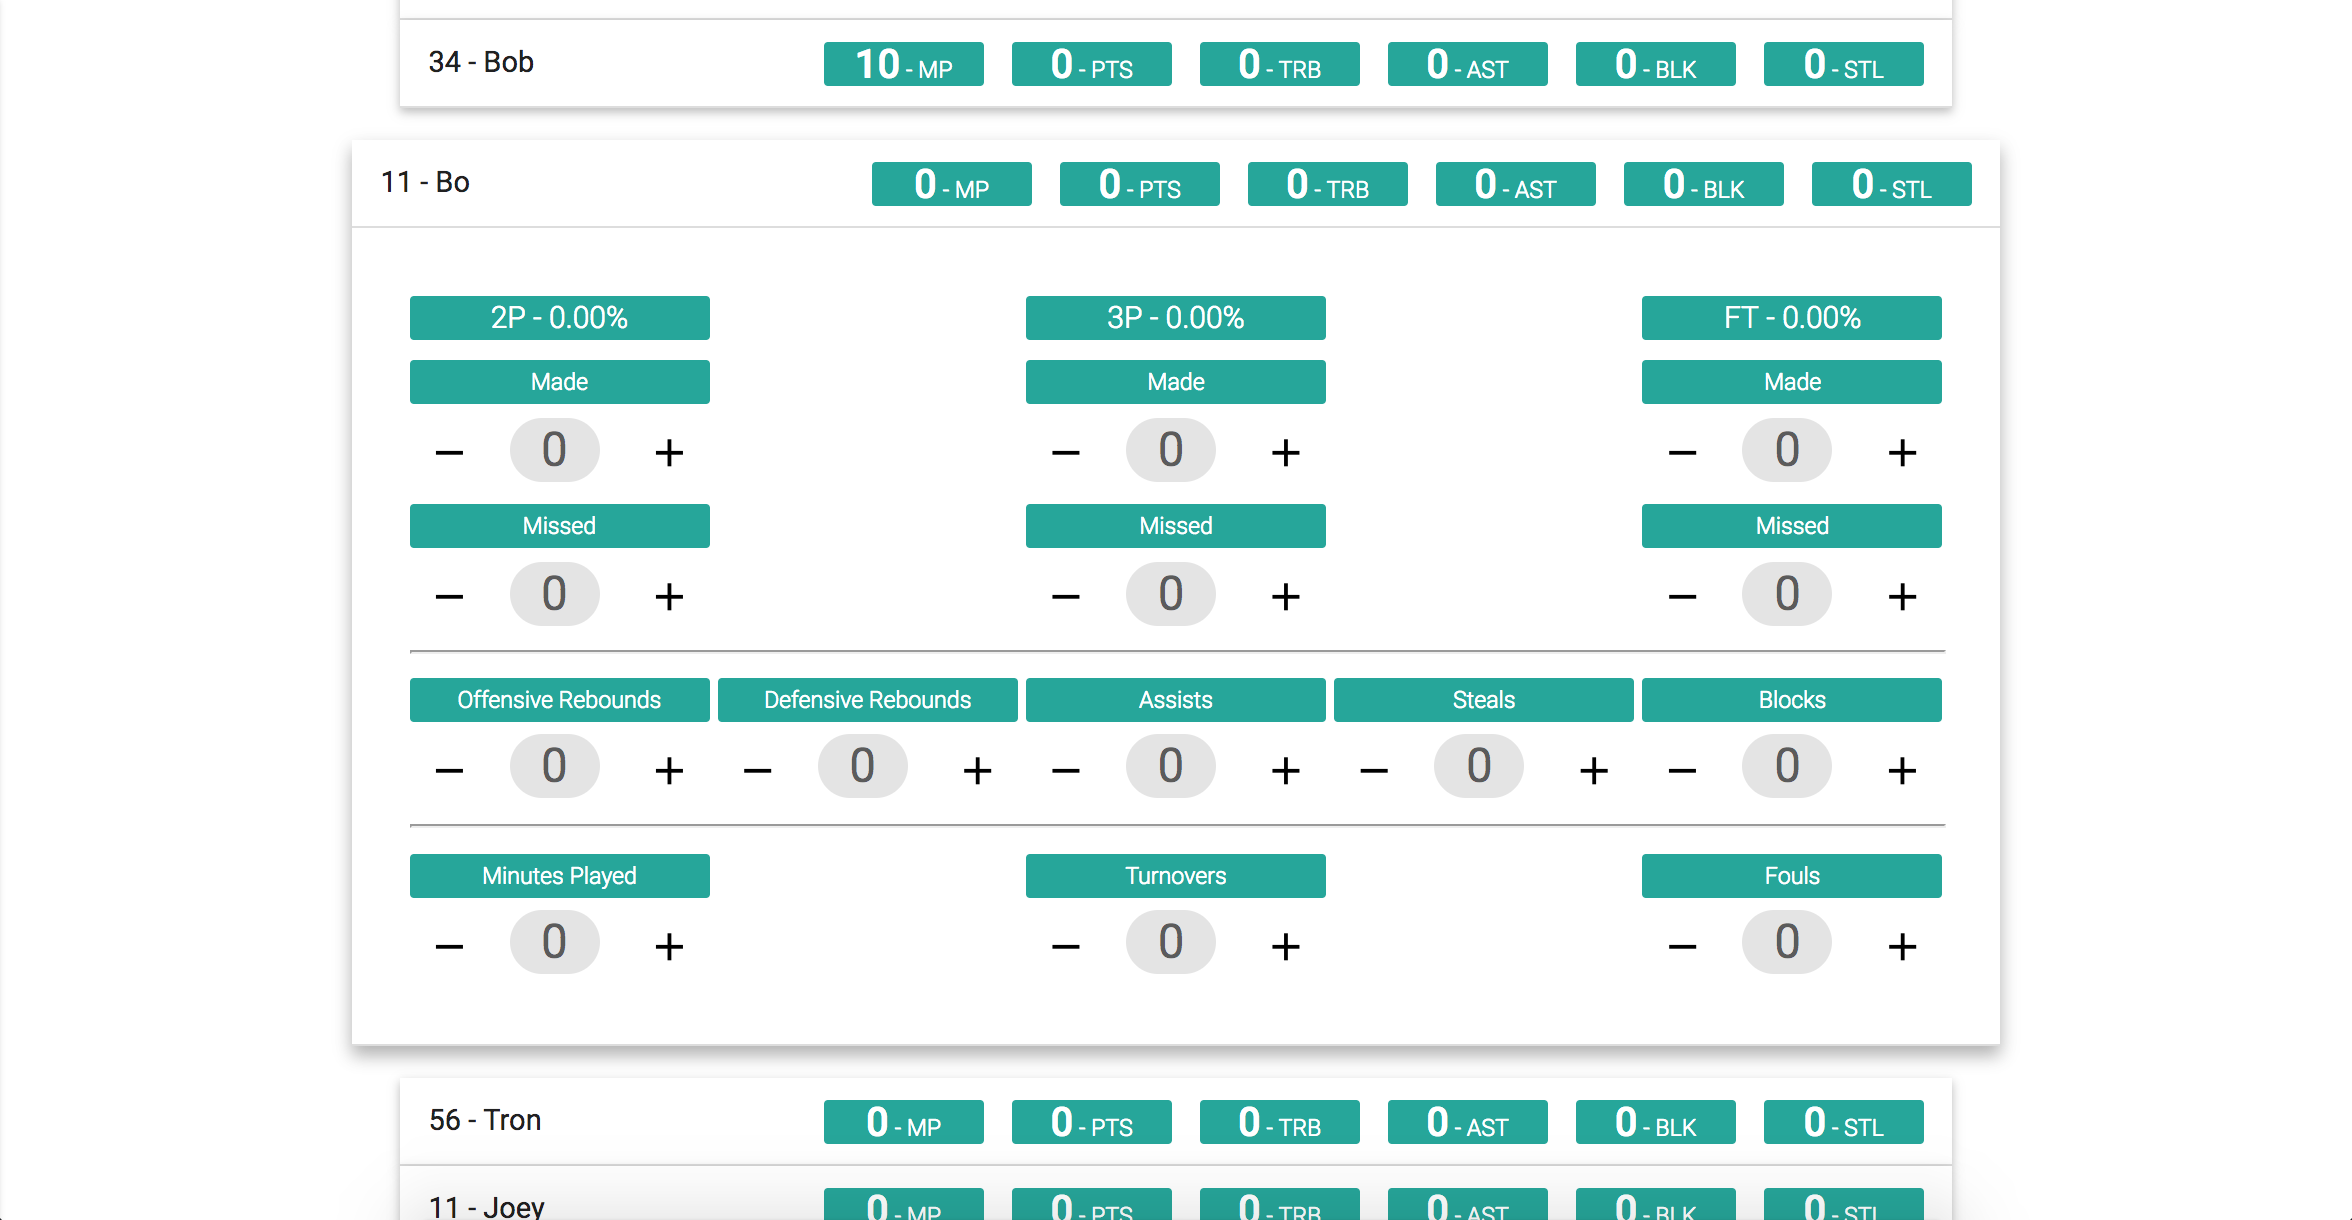 34 - Bob 10 - MP 0 - PTS 0 - TRB 0 - AST 0 - BLK 0 - STL
11 - Bo 0 - MP 0 - PTS 0 - TRB 0 - AST 0 - BLK 0 - STL
2P - 0.00% 3P - 0.00% FT - 0.00%
Made Made Made
− 0 + − 0 + − 0 +
Missed Missed Missed
− 0 + − 0 + − 0 +
Offensive Rebounds Defensive Rebounds Assists Steals Blocks
− 0 + − 0 + − 0 + − 0 + − 0 +
Minutes Played Turnovers Fouls
− 0 + − 0 + − 0 +
56 - Tron 0 - MP 0 - PTS 0 - TRB 0 - AST 0 - BLK 0 - STL
11 - Joey 0 - MP 0 - PTS 0 - TRB 0 - AST 0 - BLK 0 - STL